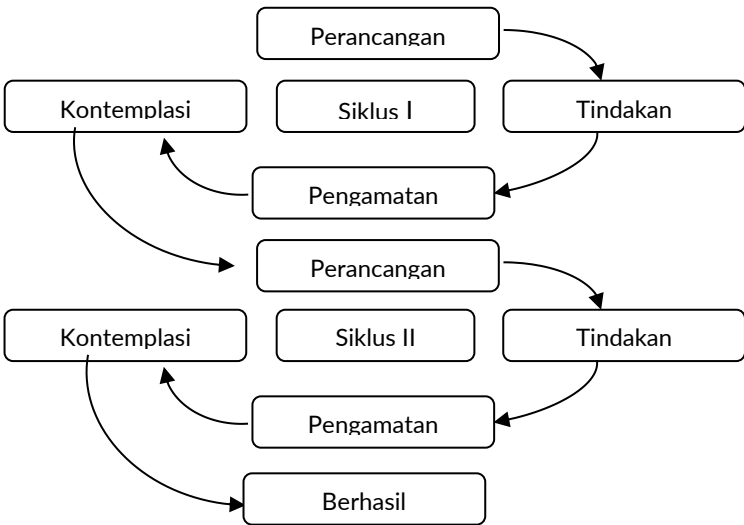 Perancangan
Kontemplasi
Siklus I
Tindakan
Pengamatan
Perancangan
Kontemplasi
Siklus II
Tindakan
Pengamatan
Berhasil